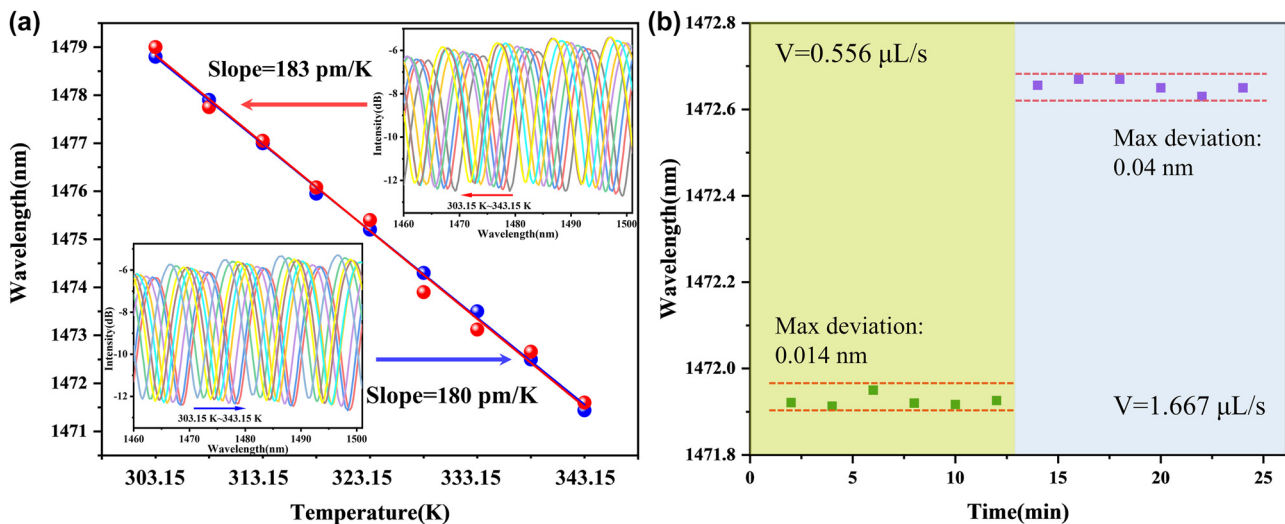 (a)
1479
1478
1477
1476
1475
1474
1473
1472
1471
Wavelength(nm)
303.15
313.15
323.15
333.15
343.15
Temperature(K)
Slope=183 pm/K
Slope=180 pm/K
-6
-8
-10
-12
Intensity(dB)
303.15 K~343.15 K
1460
1470
1480
1490
1500
Wavelength(nm)
-6
-8
-10
-12
Intensity(dB)
303.15 K~343.15 K
1460
1470
1480
1490
1500
Wavelength(nm)
(b)
1472.8
1472.6
1472.4
1472.2
1472.0
1471.8
Wavelength(nm)
V=0.556 μL/s
Max deviation:
0.04 nm
Max deviation:
0.014 nm
V=1.667 μL/s
0
5
10
15
20
25
Time(min)